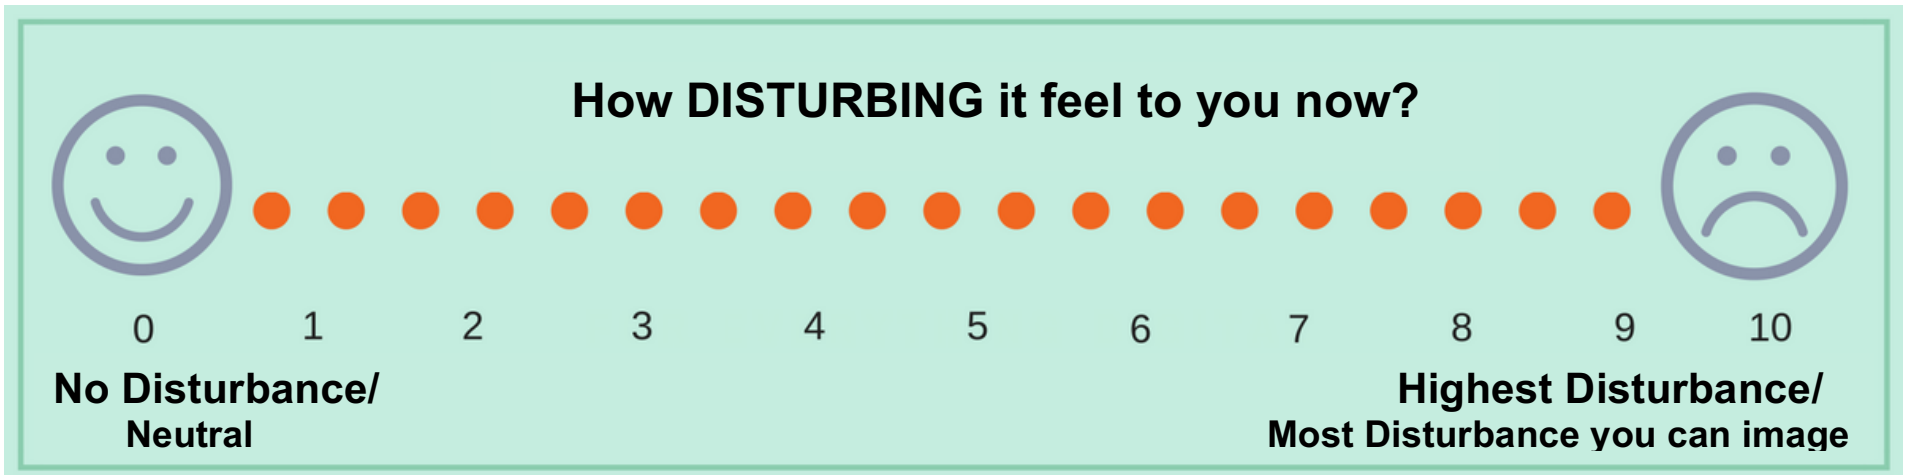 How DISTURBING it feel to you now?
0 1 2 3 4 5 6 7 8 9 10
No Disturbance/ Highest Disturbance/
Neutral Most Disturbance you can image